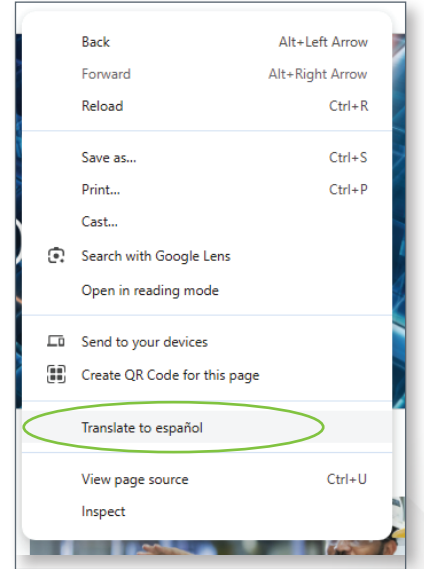 Back Alt+Left Arrow
Forward Alt+Right Arrow
Reload Ctrl+R
Save as... Ctrl+S
Print... Ctrl+P
Cast...
Search with Google Lens
Open in reading mode
Send to your devices
Create QR Code for this page
Translate to español
View page source Ctrl+U
Inspect